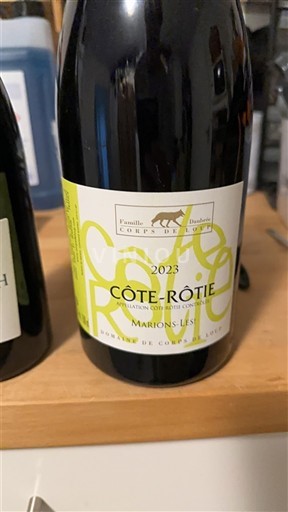 Famille Daubrée
CORPS DE LOUP
2023
CÔTE-RÔTIE
APPELLATION CÔTE-RÔTIE CONTRÔLÉE
MARIONS-LES!
DOMAINE DE CORPS DE LOUP
H